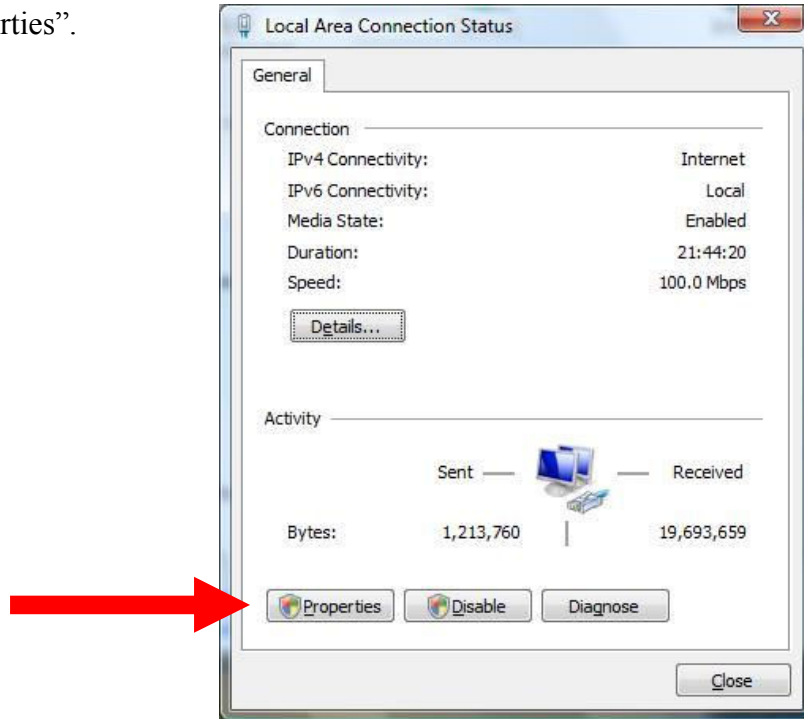 rties”.
Local Area Connection Status
General
Connection
IPv4 Connectivity: Internet
IPv6 Connectivity: Local
Media State: Enabled
Duration: 21:44:20
Speed: 100.0 Mbps
Details...
Activity
Sent Received
Bytes: 1,213,760 19,693,659
Properties Disable Diagnose
Close